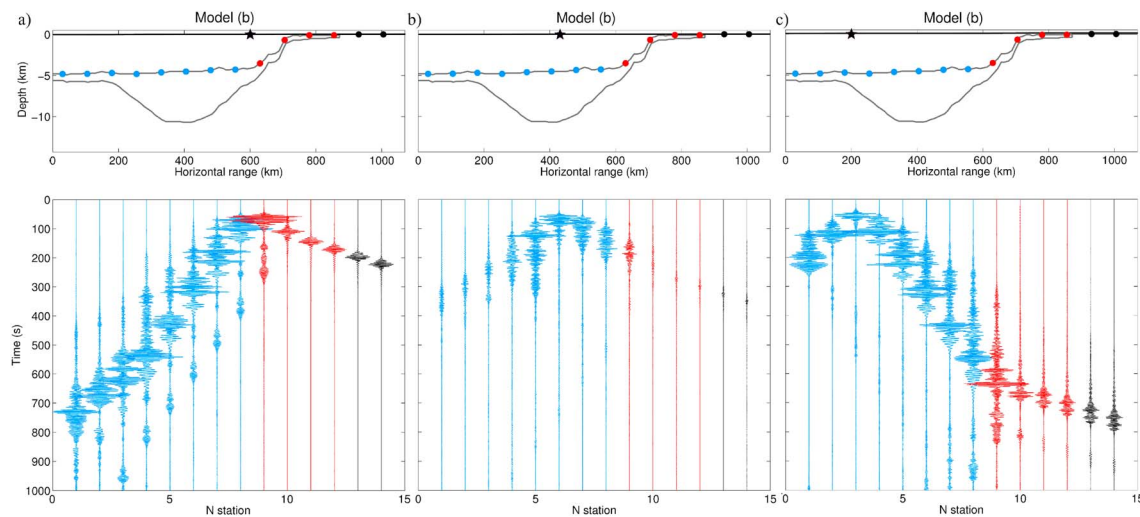 a) Model (b) b) Model (b) c) Model (b)
0
−5
−10
Depth (km)
0 200 400 600 800 1000 0 200 400 600 800 1000 0 200 400 600 800 1000
Horizontal range (km) Horizontal range (km) Horizontal range (km)
0
100
200
300
400
500
600
700
800
900
1000
Time (s)
0 5 10 15 5 10 15 5 10 15
N station N station N station